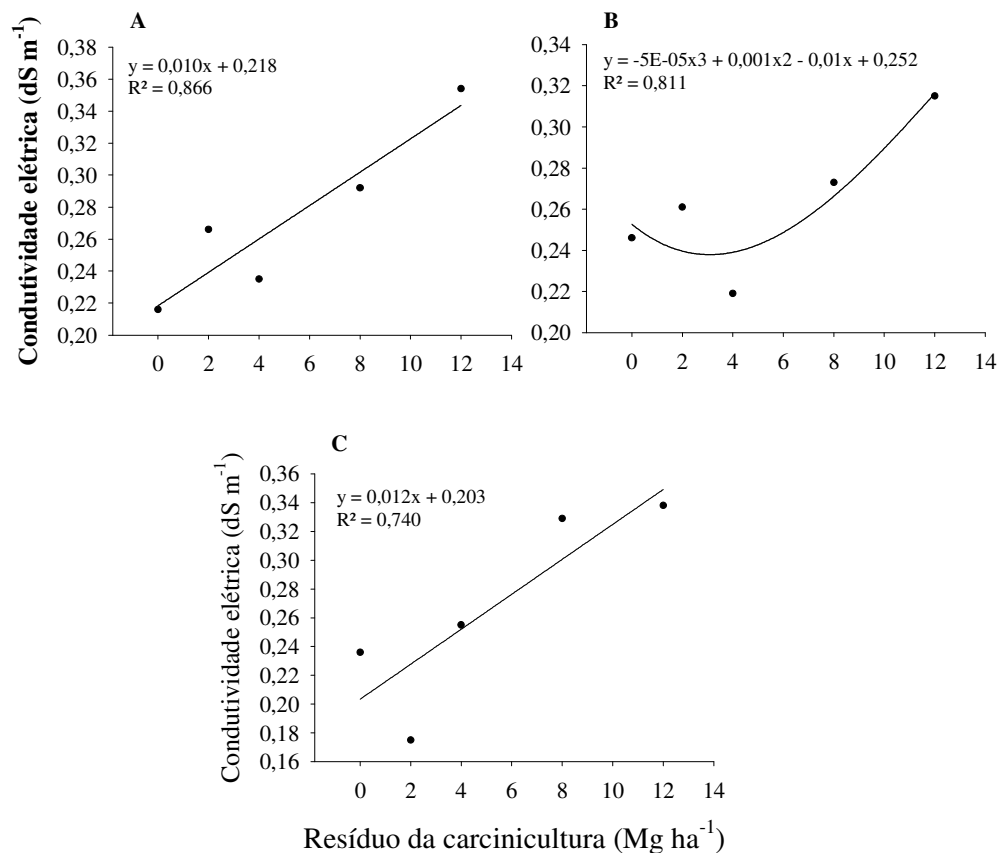 A
0,38
y = 0,010x + 0,218
0,36
R² = 0,866
0,34
0,32
0,30
0,28
0,26
0,24
0,22
0,20
0 2 4 6 8 10 12 14
Condutividade elétrica (dS m⁻¹)
B
0,34
y = -5E-05x3 + 0,001x2 - 0,01x + 0,252
R² = 0,811
0,32
0,30
0,28
0,26
0,24
0,22
0,20
0 2 4 6 8 10 12 14
C
0,36
y = 0,012x + 0,203
0,34
R² = 0,740
0,32
0,30
0,28
0,26
0,24
0,22
0,20
0,18
0,16
0 2 4 6 8 10 12 14
Condutividade elétrica (dS m⁻¹)
Resíduo da carcinicultura (Mg ha⁻¹)